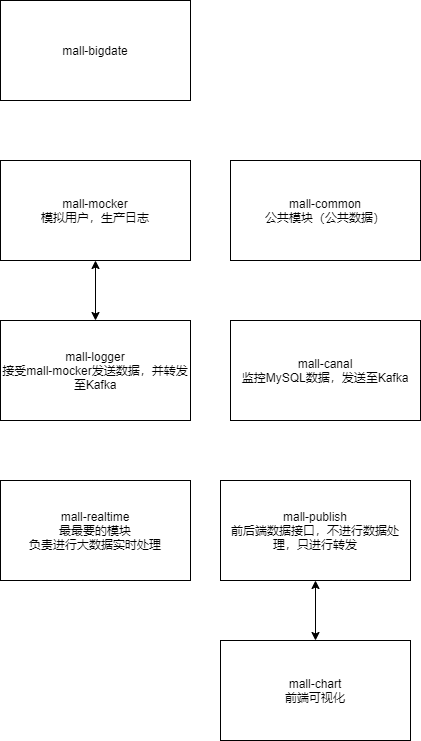 mall-bigdate
mall-mocker
模拟用户，生产日志
mall-common
公共模块（公共数据）
mall-logger
接受mall-mocker发送数据，并转发
至Kafka
mall-canal
监控MySQL数据，发送至Kafka
mall-realtime
最最要的模块
负责进行大数据实时处理
mall-publish
前后端数据接口，不进行数据处
理，只进行转发
mall-chart
前端可视化